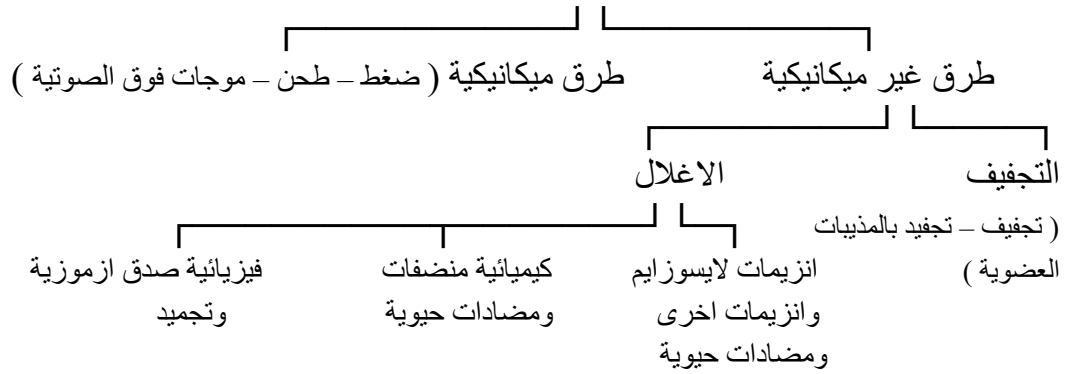 طرق غير ميكانيكية
طرق ميكانيكية ( ضغط – طحن – موجات فوق الصوتية )
التجفيف
( تجفيف – تجفيد بالمذيبات
العضوية )
الاغلال
انزيمات لايسوزايم
وانزيمات اخرى
ومضادات حيوية
كيميائية منضفات
ومضادات حيوية
فيزيائية صدق ازموزية
وتجميد